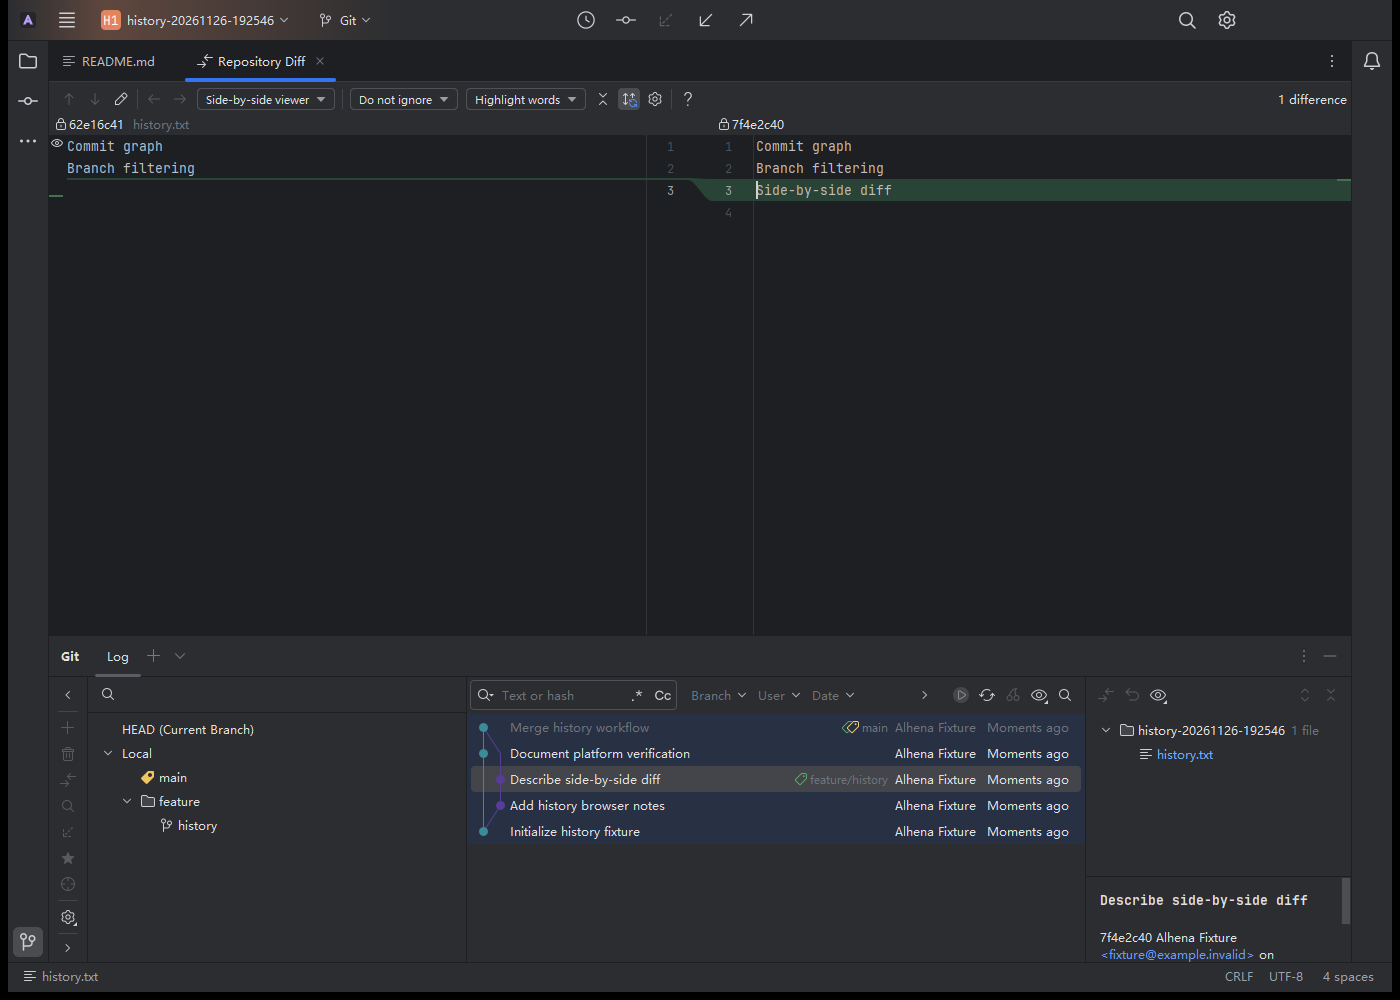 A H1 history-20261126-192546 Git
README.md Repository Diff
Side-by-side viewer Do not ignore Highlight words ? 1 difference
62e16c41 history.txt 7f4e2c40
Commit graph 1 1 Commit graph
Branch filtering 2 2 Branch filtering
3 3 Side-by-side diff
4
Git Log
Text or hash .* Cc Branch User Date
HEAD (Current Branch)
Local
main
feature
history
Merge history workflow main Alhena Fixture Moments ago
Document platform verification Alhena Fixture Moments ago
Describe side-by-side diff feature/history Alhena Fixture Moments ago
Add history browser notes Alhena Fixture Moments ago
Initialize history fixture Alhena Fixture Moments ago
history-20261126-192546 1 file
history.txt
Describe side-by-side diff
7f4e2c40 Alhena Fixture
<fixture@example.invalid> on
history.txt CRLF UTF-8 4 spaces